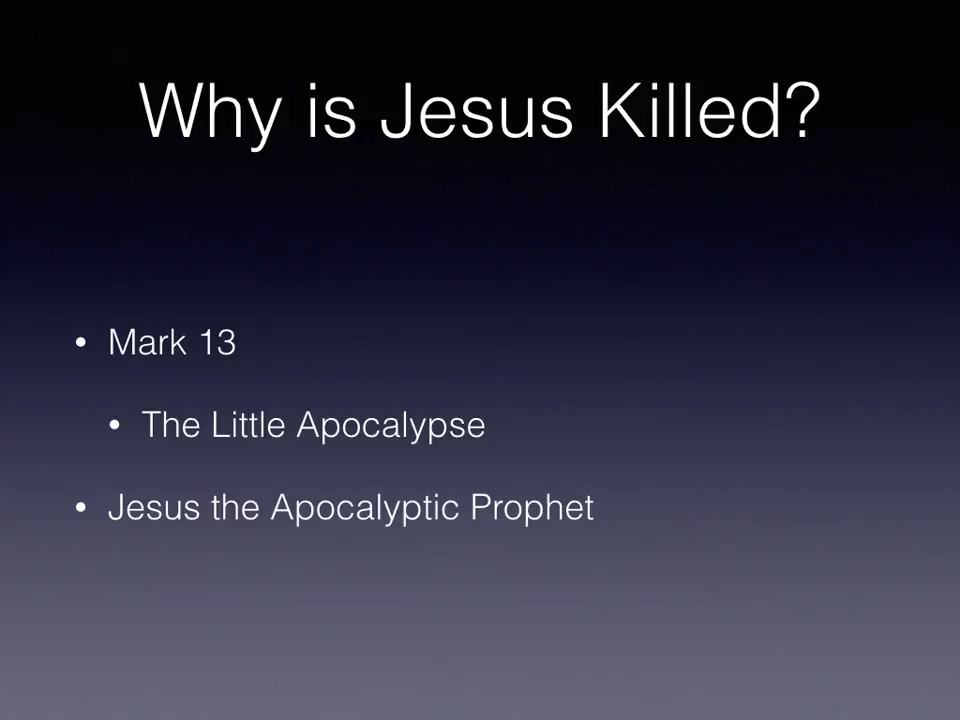 Why is Jesus Killed?
• Mark 13
• The Little Apocalypse
• Jesus the Apocalyptic Prophet